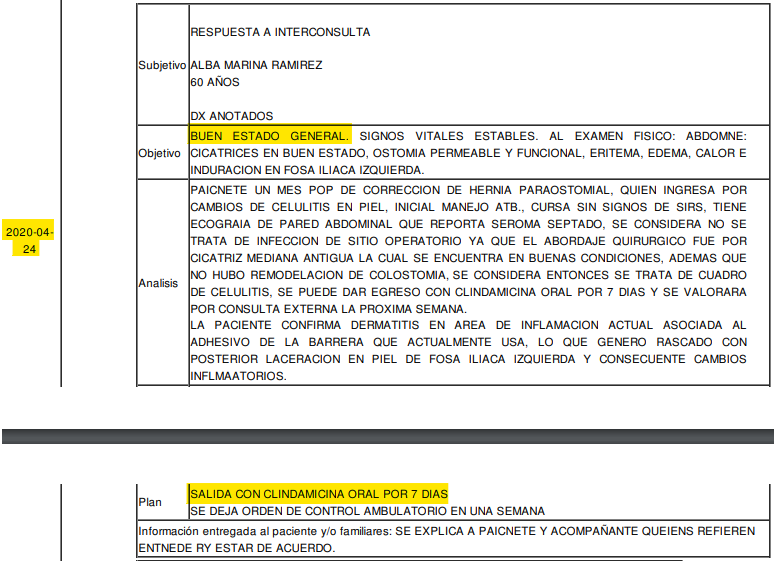 RESPUESTA A INTERCONSULTA
Subjetivo ALBA MARINA RAMIREZ
60 AÑOS
DX ANOTADOS
BUEN ESTADO GENERAL. SIGNOS VITALES ESTABLES. AL EXAMEN FISICO: ABDOMNE:
Objetivo CICATRICES EN BUEN ESTADO, OSTOMIA PERMEABLE Y FUNCIONAL, ERITEMA, EDEMA, CALOR E
INDURACION EN FOSA ILIACA IZQUIERDA.
2020-04-
24
Analisis
PAICNETE UN MES POP DE CORRECCION DE HERNIA PARAOSTOMIAL, QUIEN INGRESA POR
CAMBIOS DE CELULITIS EN PIEL, INICIAL MANEJO ATB., CURSA SIN SIGNOS DE SIRS, TIENE
ECOGRAIA DE PARED ABDOMINAL QUE REPORTA SEROMA SEPTADO, SE CONSIDERA NO SE
TRATA DE INFECCION DE SITIO OPERATORIO YA QUE EL ABORDAJE QUIRURGICO FUE POR
CICATRIZ MEDIANA ANTIGUA LA CUAL SE ENCUENTRA EN BUENAS CONDICIONES, ADEMAS QUE
NO HUBO REMODELACION DE COLOSTOMIA, SE CONSIDERA ENTONCES SE TRATA DE CUADRO
DE CELULITIS, SE PUEDE DAR EGRESO CON CLINDAMICINA ORAL POR 7 DIAS Y SE VALORARA
POR CONSULTA EXTERNA LA PROXIMA SEMANA.
LA PACIENTE CONFIRMA DERMATITIS EN AREA DE INFLAMACION ACTUAL ASOCIADA AL
ADHESIVO DE LA BARRERA QUE ACTUALMENTE USA, LO QUE GENERO RASCADO CON
POSTERIOR LACERACION EN PIEL DE FOSA ILIACA IZQUIERDA Y CONSECUENTE CAMBIOS
INFLMAATORIOS.
Plan
SALIDA CON CLINDAMICINA ORAL POR 7 DIAS
SE DEJA ORDEN DE CONTROL AMBULATORIO EN UNA SEMANA
Información entregada al paciente y/o familiares: SE EXPLICA A PAICNETE Y ACOMPAÑANTE QUEIENS REFIEREN
ENTNEDE RY ESTAR DE ACUERDO.